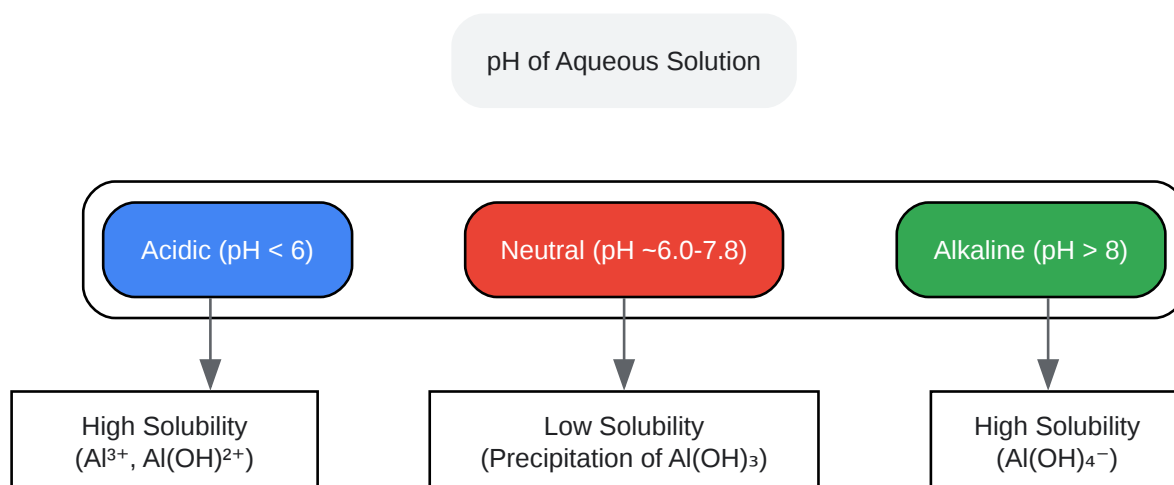 pH of Aqueous Solution
Acidic (pH < 6)
Neutral (pH ~6.0-7.8)
Alkaline (pH > 8)
High Solubility
(Al³⁺, Al(OH)²⁺)
Low Solubility
(Precipitation of Al(OH)₃)
High Solubility
(Al(OH)₄⁻)